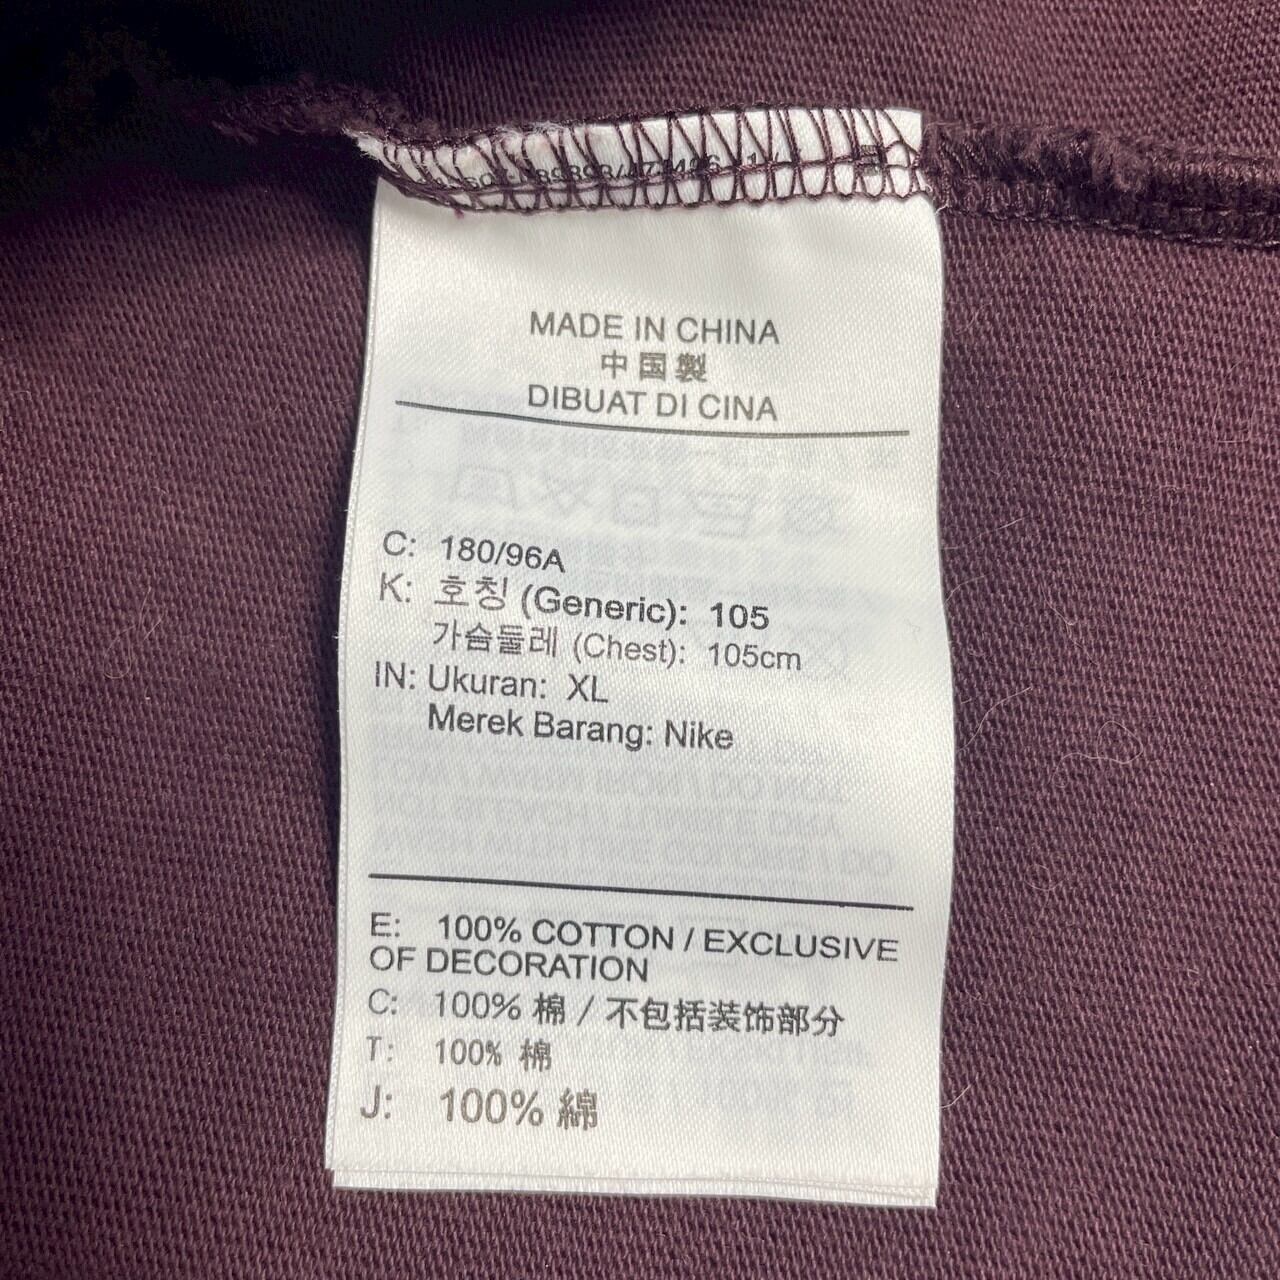 MADE IN CHINA
中国製
DIBUAT DI CINA
C: 180/96A
K: 호칭 (Generic): 105
가슴둘레 (Chest): 105cm
IN: Ukuran: XL
Merek Barang: Nike
E: 100% COTTON / EXCLUSIVE
OF DECORATION
C: 100% 棉 / 不包括装饰部分
T: 100% 棉
J: 100% 綿